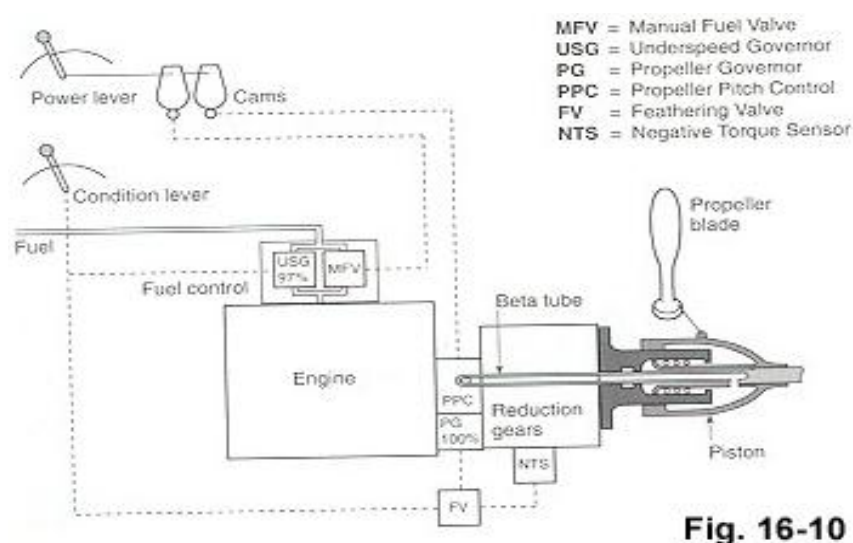 MFV = Manual Fuel Valve
USG = Underspeed Governor
PG = Propeller Governor
PPC = Propeller Pitch Control
FV = Feathering Valve
NTS = Negative Torque Sensor
Power lever
Cams
Condition lever
Propeller
blade
Fuel
USG
97%
MFV
Fuel control
Beta tube
Engine
PPC
Reduction
gears
PG
100%
Piston
NTS
FV
Fig. 16-10